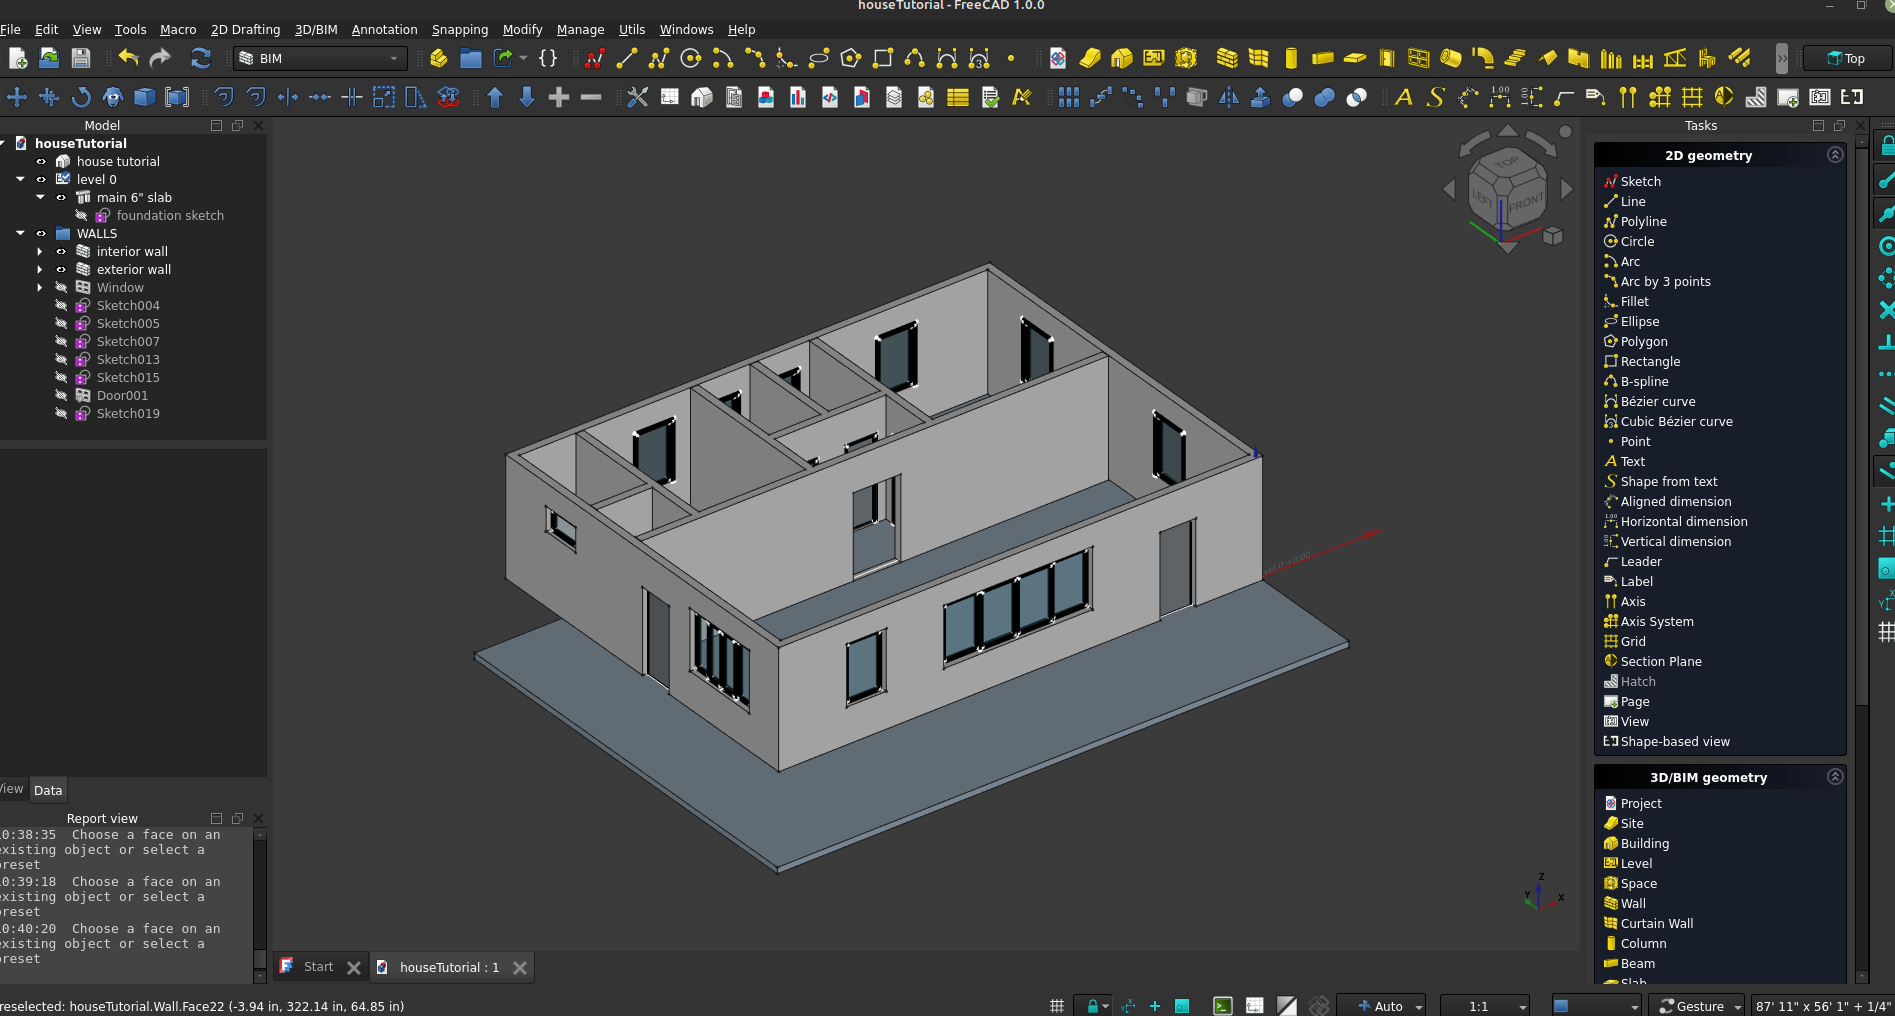 houseTutorial - FreeCAD 1.0.0
File Edit View Tools Macro 2D Drafting 3D/BIM Annotation Snapping Modify Manage Utils Windows Help
BIM
Top
Model
houseTutorial
house tutorial
level 0
main 6" slab
foundation sketch
WALLS
interior wall
exterior wall
Window
Sketch004
Sketch005
Sketch007
Sketch013
Sketch015
Door001
Sketch019
View Data
Report view
0:38:35 Choose a face on an
existing object or select a
preset
0:39:18 Choose a face on an
existing object or select a
preset
0:40:20 Choose a face on an
existing object or select a
preset
TOP
LEFT
FRONT
Z
Y
X
Start
houseTutorial : 1
Tasks
2D geometry
Sketch
Line
Polyline
Circle
Arc
Arc by 3 points
Fillet
Ellipse
Polygon
Rectangle
B-spline
Bézier curve
Cubic Bézier curve
Point
Text
Shape from text
Aligned dimension
Horizontal dimension
Vertical dimension
Leader
Label
Axis
Axis System
Grid
Section Plane
Hatch
Page
View
Shape-based view
3D/BIM geometry
Project
Site
Building
Level
Space
Wall
Curtain Wall
Column
Beam
Slab
reselected: houseTutorial.Wall.Face22 (-3.94 in, 322.14 in, 64.85 in)
Auto
1:1
Gesture
87' 11" x 56' 1" + 1/4"